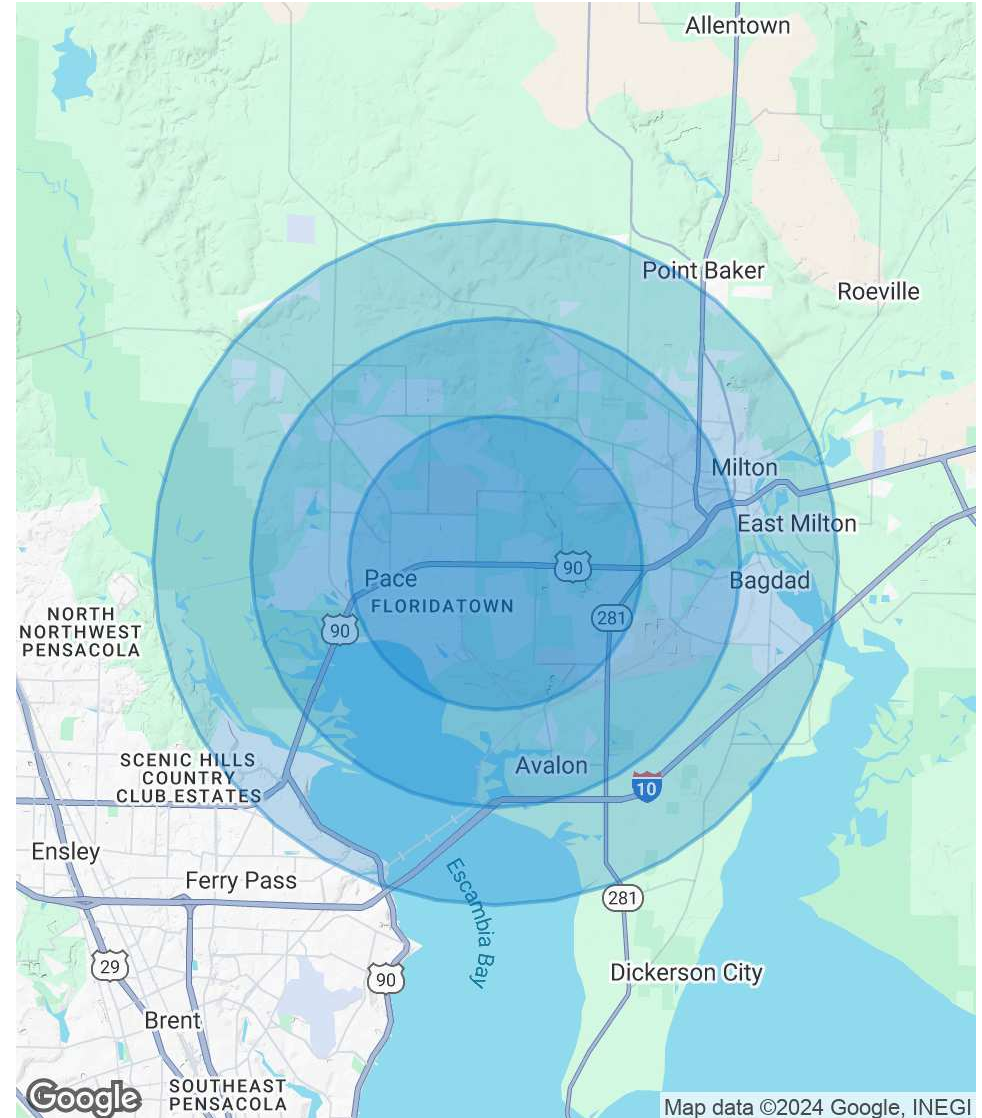 Allentown
Point Baker
Roeville
Milton
East Milton
90
Pace
Bagdad
FLORIDATOWN
281
90
NORTH
NORTHWEST
PENSACOLA
SCENIC HILLS
COUNTRY
CLUB ESTATES
Avalon
10
Ensley
Ferry Pass
Escambia Bay
281
29
90
Dickerson City
Brent
SOUTHEAST
PENSACOLA
Google
Map data ©2024 Google, INEGI